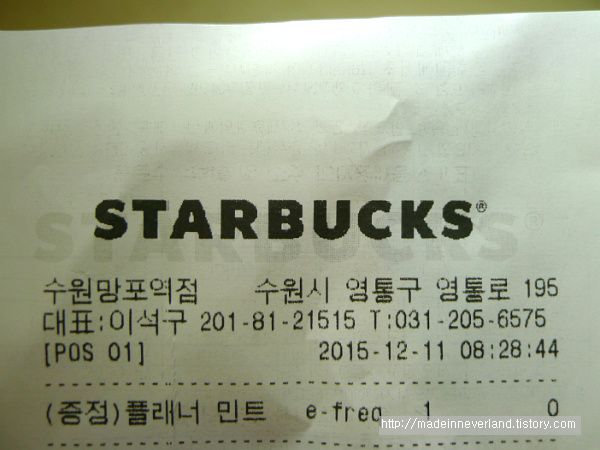 STARBUCKS®
수원망포역점 수원시 영통구 영통로 195
대표:이석구 201-81-21515 T:031-205-6575
[POS 01] 2015-12-11 08:28:44
(증정)플래너 민트 e-freq 1 0
http://madeinneverland.tistory.com